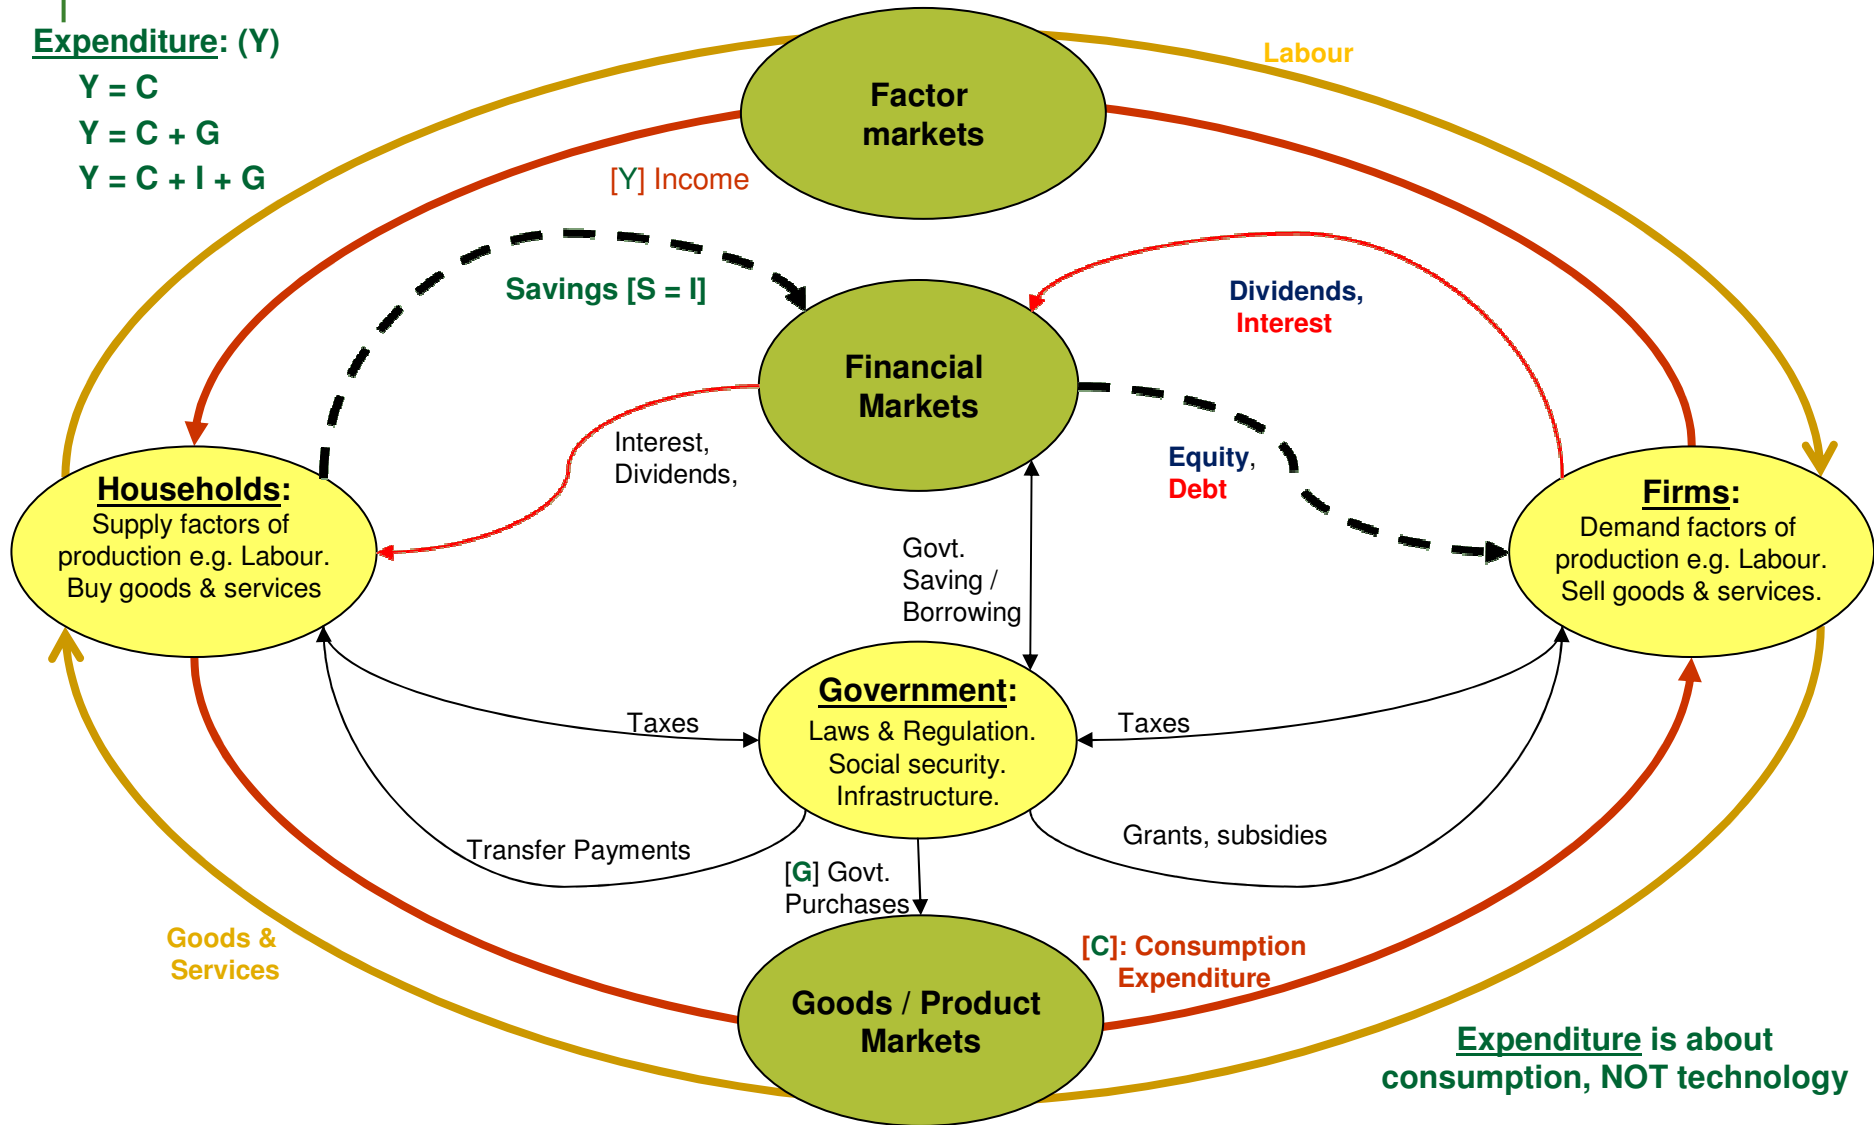 Expenditure: (Y)
Y = C
Y = C + G
Y = C + I + G
Labour
Factor
markets
[Y] Income
Savings [S = I]
Dividends,
Interest
Financial
Markets
Interest,
Dividends,
Equity,
Debt
Households:
Supply factors of
production e.g. Labour.
Buy goods & services
Firms:
Demand factors of
production e.g. Labour.
Sell goods & services.
Govt.
Saving /
Borrowing
Government:
Laws & Regulation.
Social security.
Infrastructure.
Taxes
Taxes
Transfer Payments
Grants, subsidies
[G] Govt.
Purchases
Goods &
Services
[C]: Consumption
Expenditure
Goods / Product
Markets
Expenditure is about
consumption, NOT technology